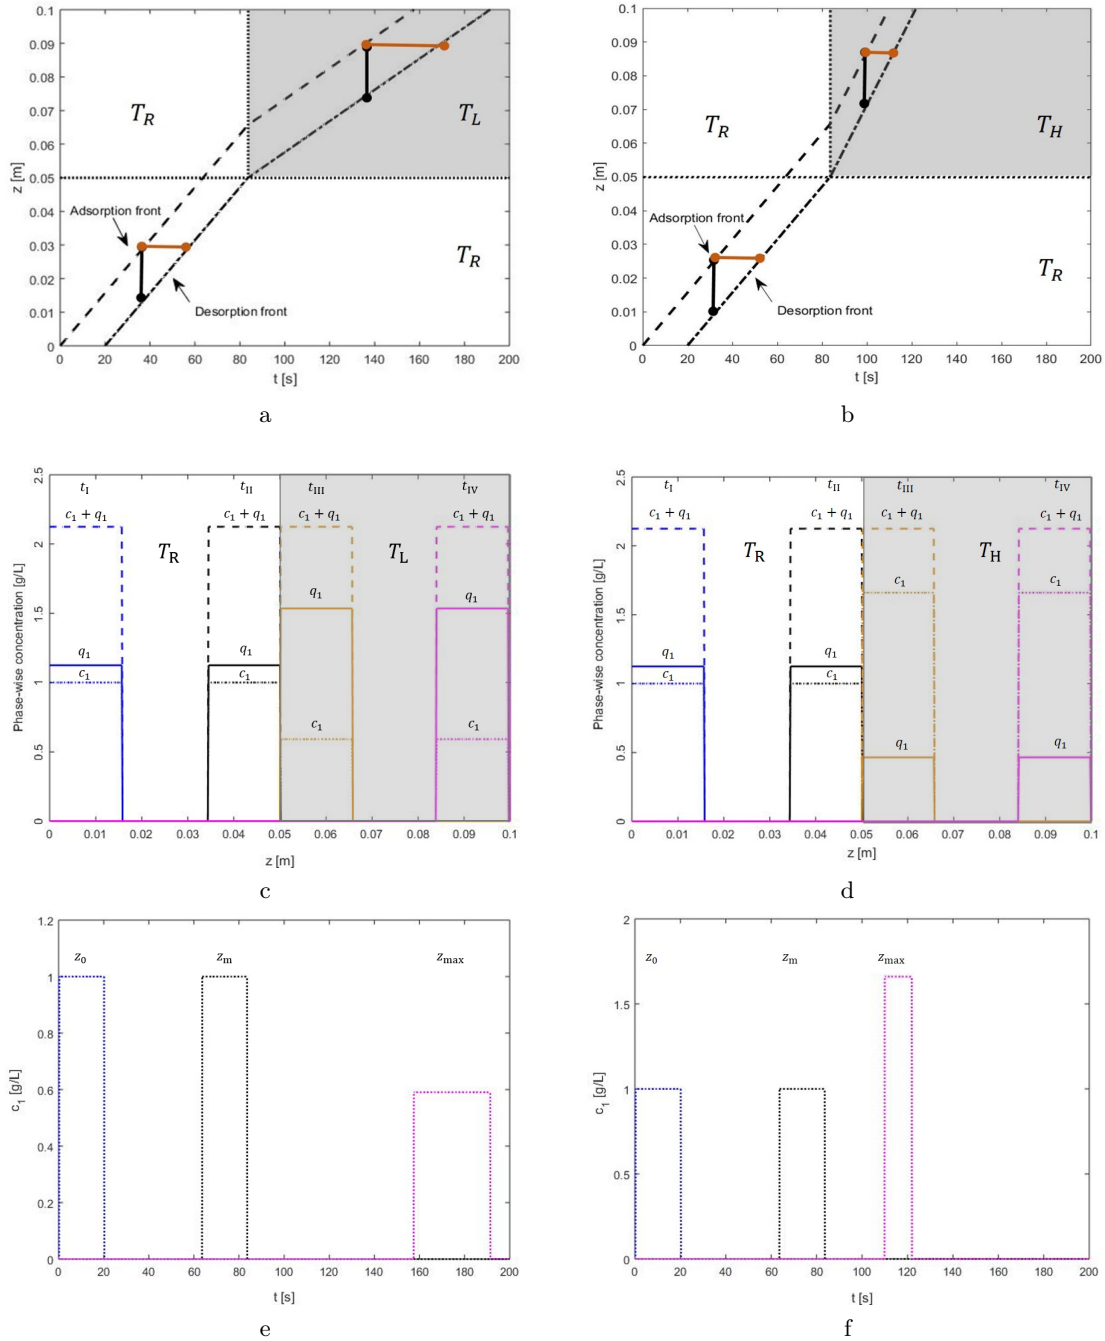 0.1
0.09
0.08
0.07
0.06
0.05
0.04
0.03
0.02
0.01
0
z [m]
T_R
T_L
T_R
Adsorption front
Desorption front
0 20 40 60 80 100 120 140 160 180 200
t [s]
a
0.1
0.09
0.08
0.07
0.06
0.05
0.04
0.03
0.02
0.01
0
z [m]
T_R
T_H
T_R
Adsorption front
Desorption front
0 20 40 60 80 100 120 140 160 180 200
t [s]
b
2.5
2
1.5
1
0.5
0
Phase-wise concentration [g/L]
t_I t_II t_III t_IV
c_1 + q_1 c_1 + q_1 c_1 + q_1 c_1 + q_1
T_R T_L
q_1 q_1
q_1 q_1
c_1 c_1
c_1 c_1
0 0.01 0.02 0.03 0.04 0.05 0.06 0.07 0.08 0.09 0.1
z [m]
c
2.5
2
1.5
1
0.5
0
Phase-wise concentration [g/L]
t_I t_II t_III t_IV
c_1 + q_1 c_1 + q_1 c_1 + q_1 c_1 + q_1
T_R T_H
c_1 c_1
q_1 q_1
c_1 c_1
q_1 q_1
0 0.01 0.02 0.03 0.04 0.05 0.06 0.07 0.08 0.09 0.1
z [m]
d
1.2
1
0.8
0.6
0.4
0.2
0
c_1 [g/L]
z_0 z_m z_max
0 20 40 60 80 100 120 140 160 180 200
t [s]
e
2
1.5
1
0.5
0
c_1 [g/L]
z_0 z_m z_max
0 20 40 60 80 100 120 140 160 180 200
t [s]
f